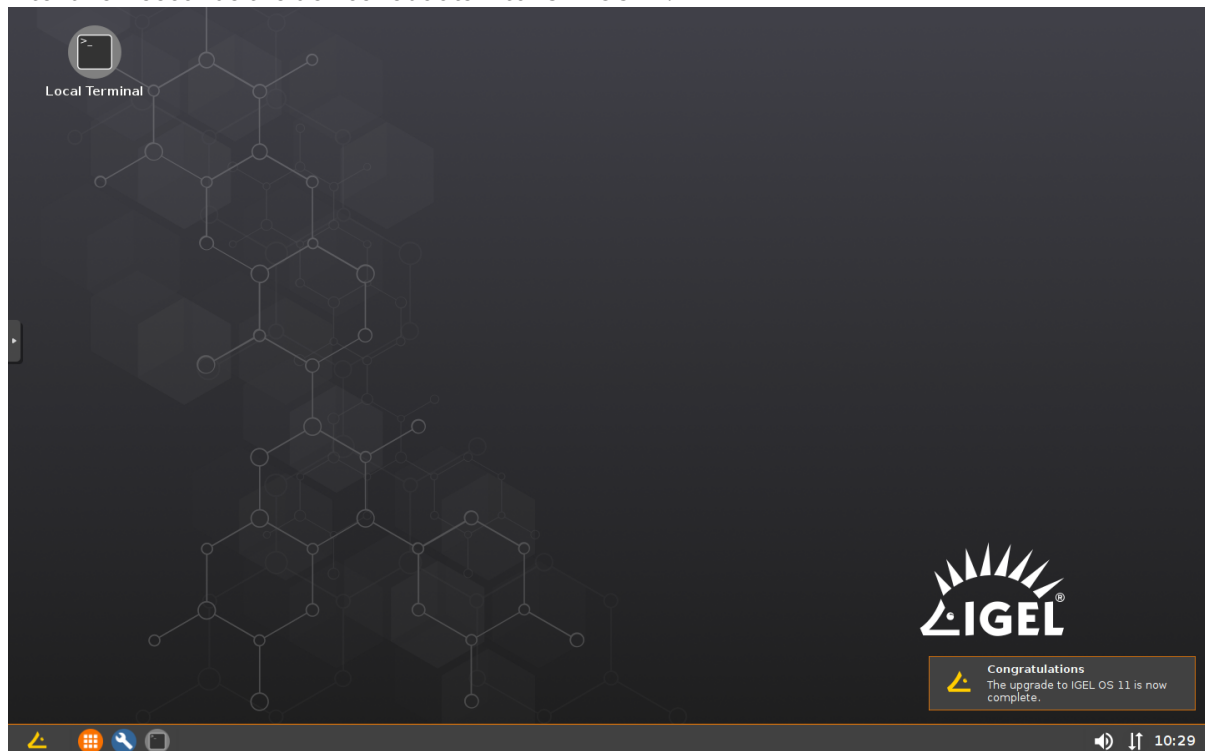 Local Terminal
IGEL®
Congratulations
The upgrade to IGEL OS 11 is now
complete.
10:29